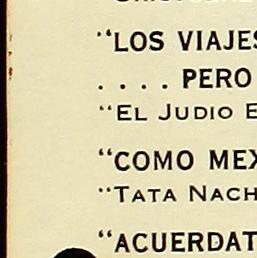 “LOS VIAJES
. . . . PERO
“EL JUDIO E
“COMO MEX
“TATA NACH
“ACUERDAT